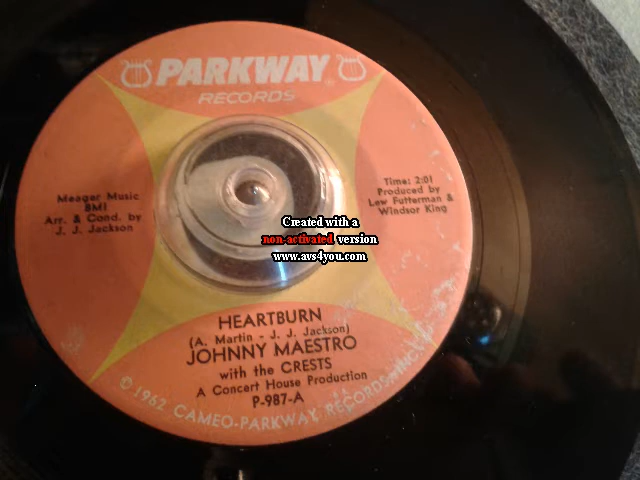 PARKWAY
RECORDS
Meager Music
BMI
Arr. & Cond. by
J. J. Jackson
Time: 2:01
Produced by
Lew Futterman &
Windsor King
Created with a
non-activated version
www.avs4you.com
HEARTBURN
(A. Martin - J. J. Jackson)
JOHNNY MAESTRO
with the CRESTS
A Concert House Production
P-987-A
© 1962 CAMEO-PARKWAY RECORDS, INC.